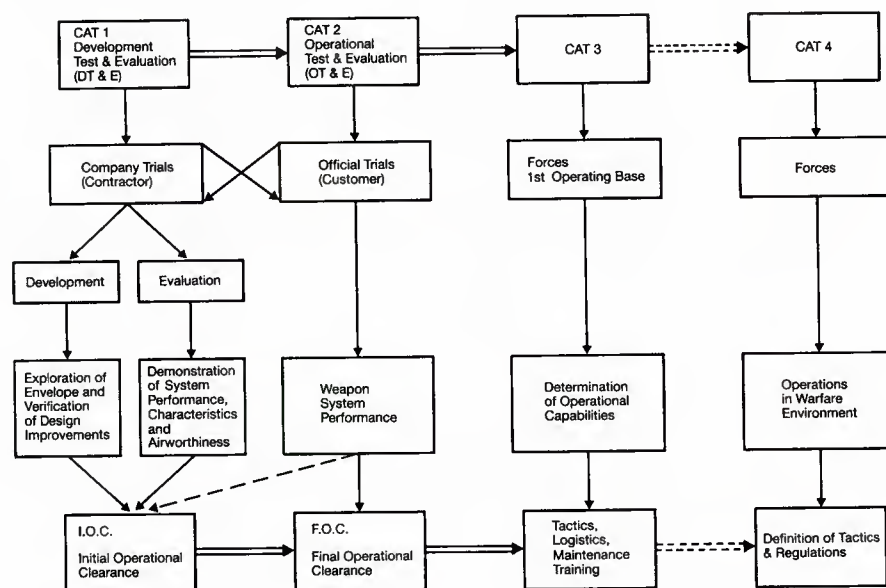 CAT 1
Development
Test & Evaluation
(DT & E)
CAT 2
Operational
Test & Evaluation
(OT & E)
CAT 3
CAT 4
Company Trials
(Contractor)
Official Trials
(Customer)
Forces
1st Operating Base
Forces
Development
Evaluation
Exploration of
Envelope and
Verification
of Design
Improvements
Demonstration
of System
Performance,
Characteristics
and
Airworthiness
Weapon
System
Performance
Determination
of Operational
Capabilities
Operations
in Warfare
Environment
I.O.C.
Initial Operational
Clearance
F.O.C.
Final Operational
Clearance
Tactics,
Logistics,
Maintenance
Training
Definition of Tactics
& Regulations